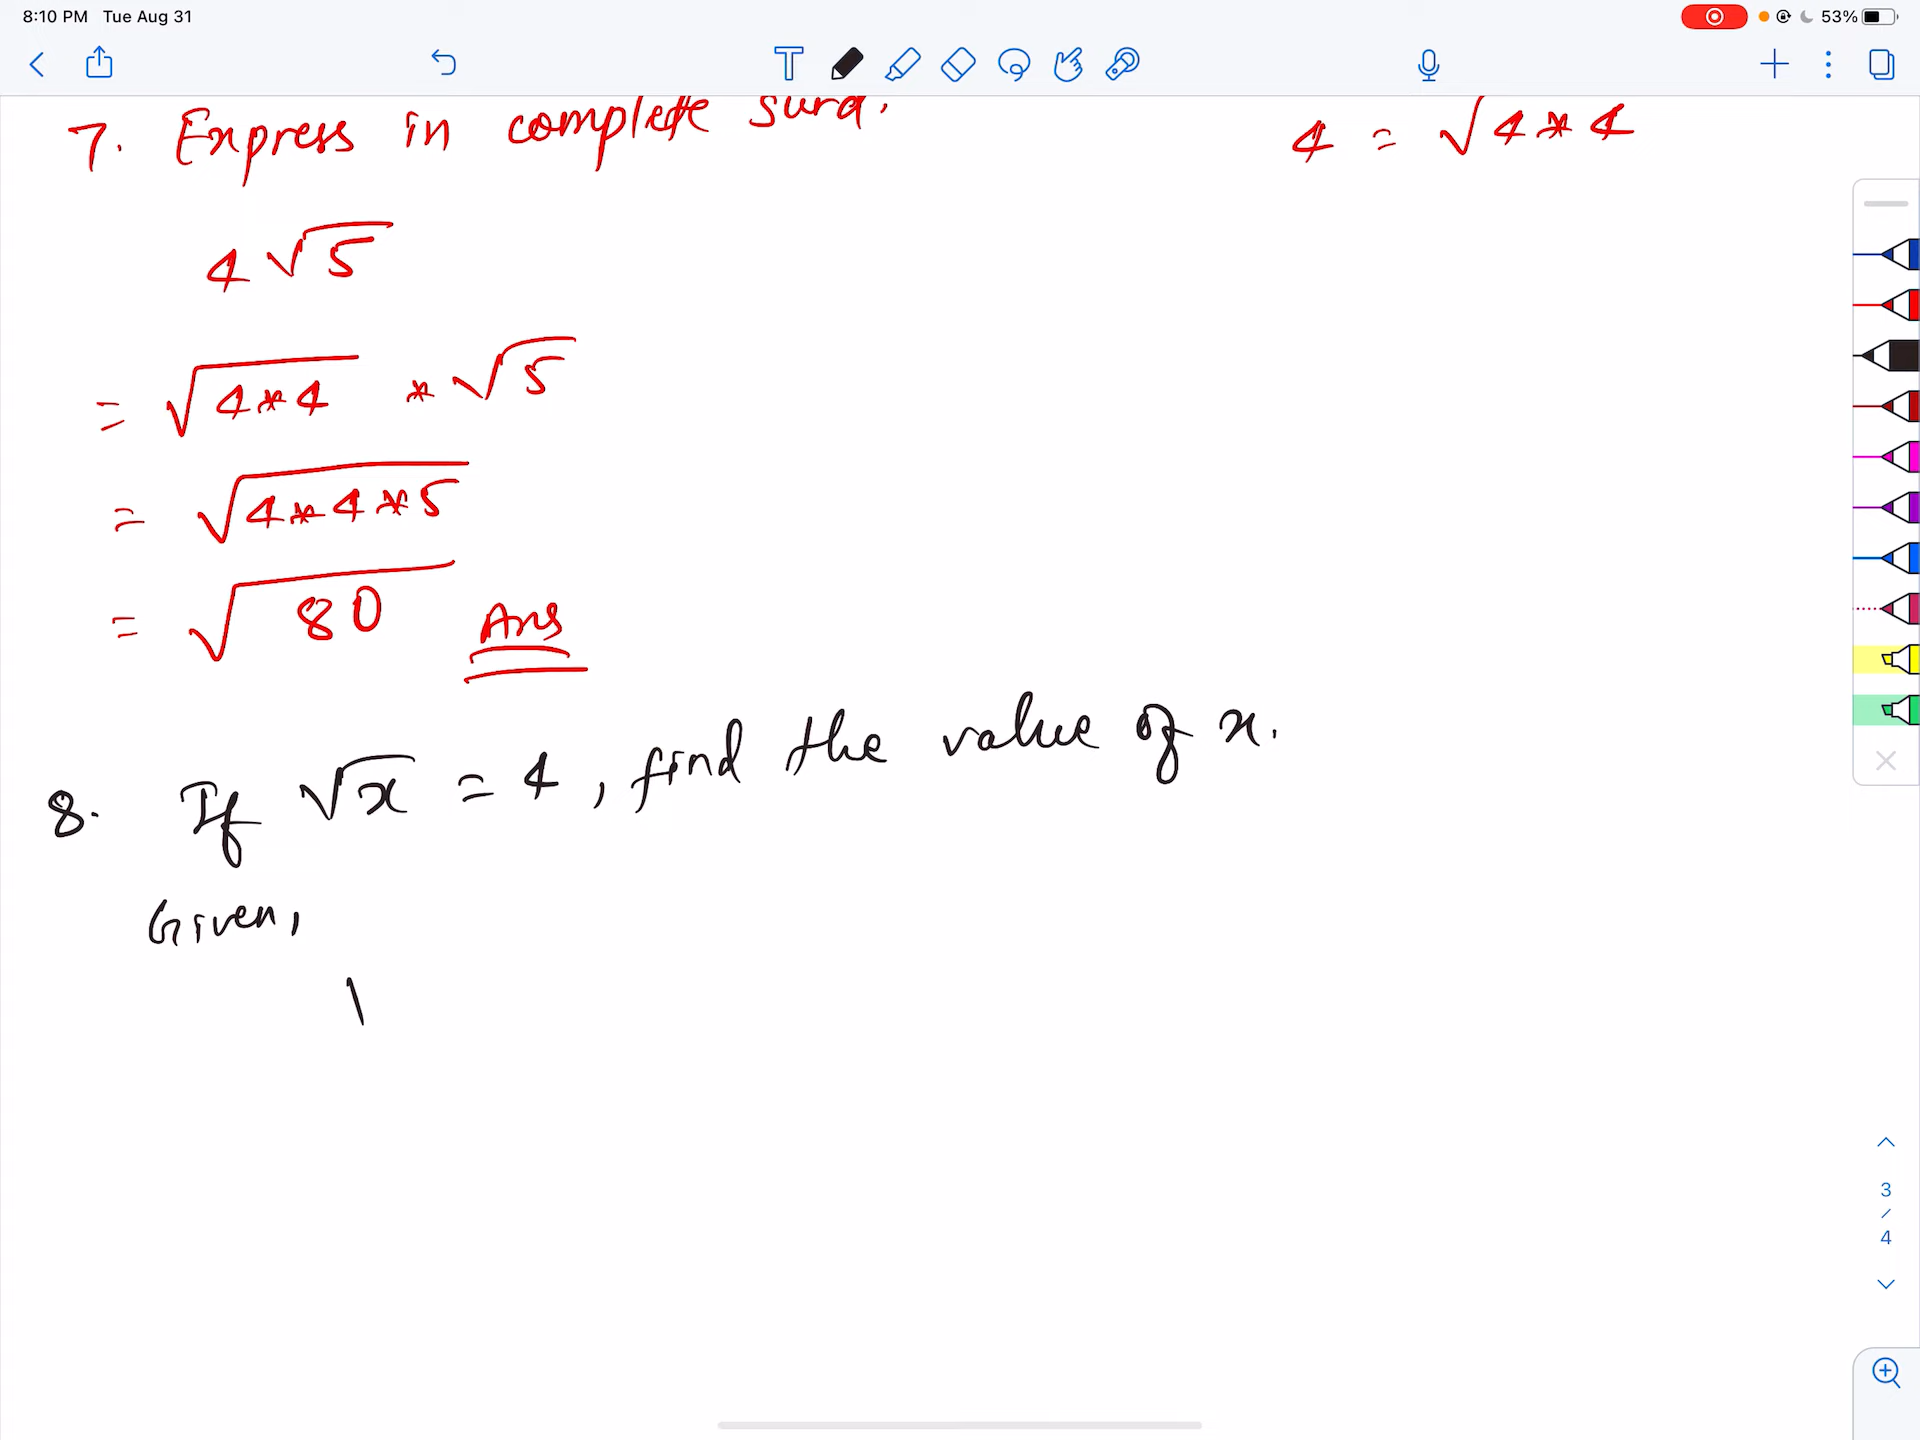 8:10 PM Tue Aug 31
53%
7. Express in complete surd.
4 = √4*4
4√5
= √4*4 * √5
= √4*4*5
= √80 Ans
8. If √x = 4, find the value of x.
Given,
3
/
4